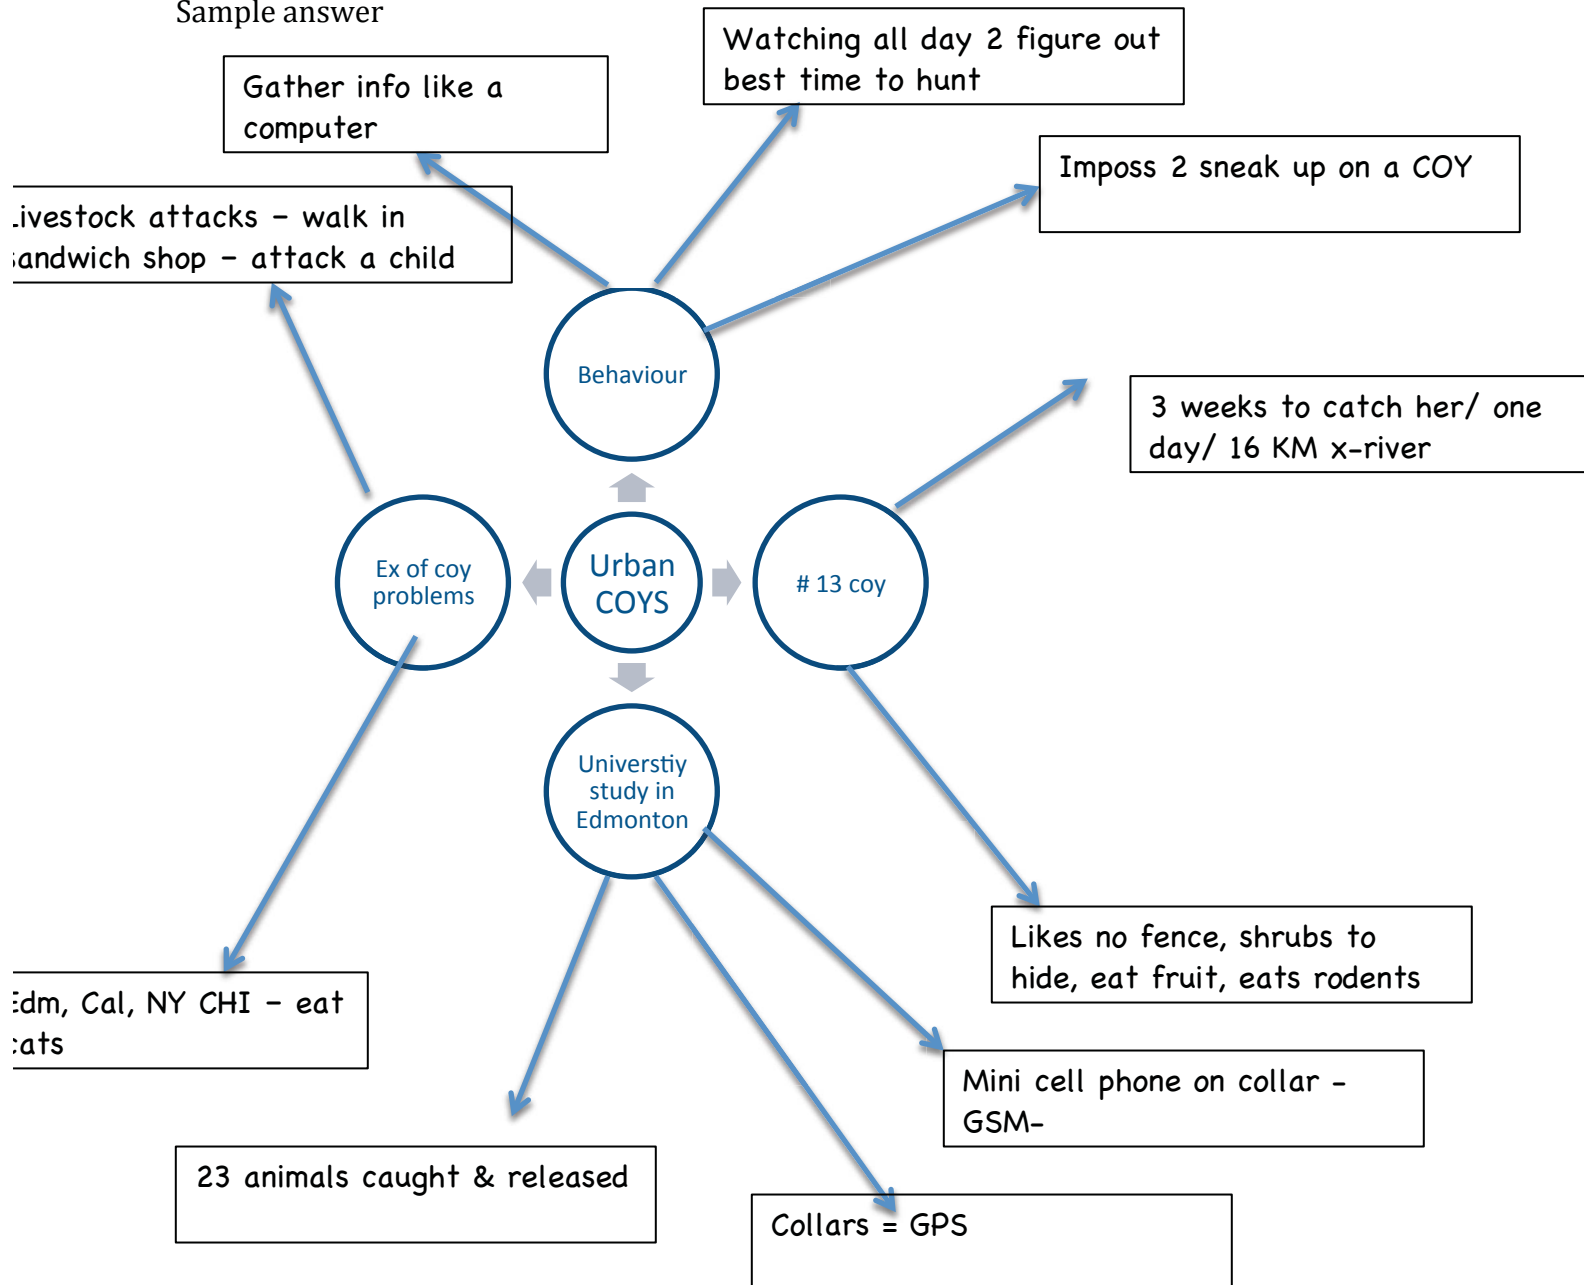 Sample answer
Watching all day 2 figure out
best time to hunt
Gather info like a
computer
Imposs 2 sneak up on a COY
Livestock attacks – walk in
sandwich shop – attack a child
Behaviour
3 weeks to catch her/ one
day/ 16 KM x-river
Ex of coy
problems
Urban
COYS
# 13 coy
Universtiy
study in
Edmonton
Likes no fence, shrubs to
hide, eat fruit, eats rodents
Edm, Cal, NY CHI – eat
cats
Mini cell phone on collar –
GSM-
23 animals caught & released
Collars = GPS